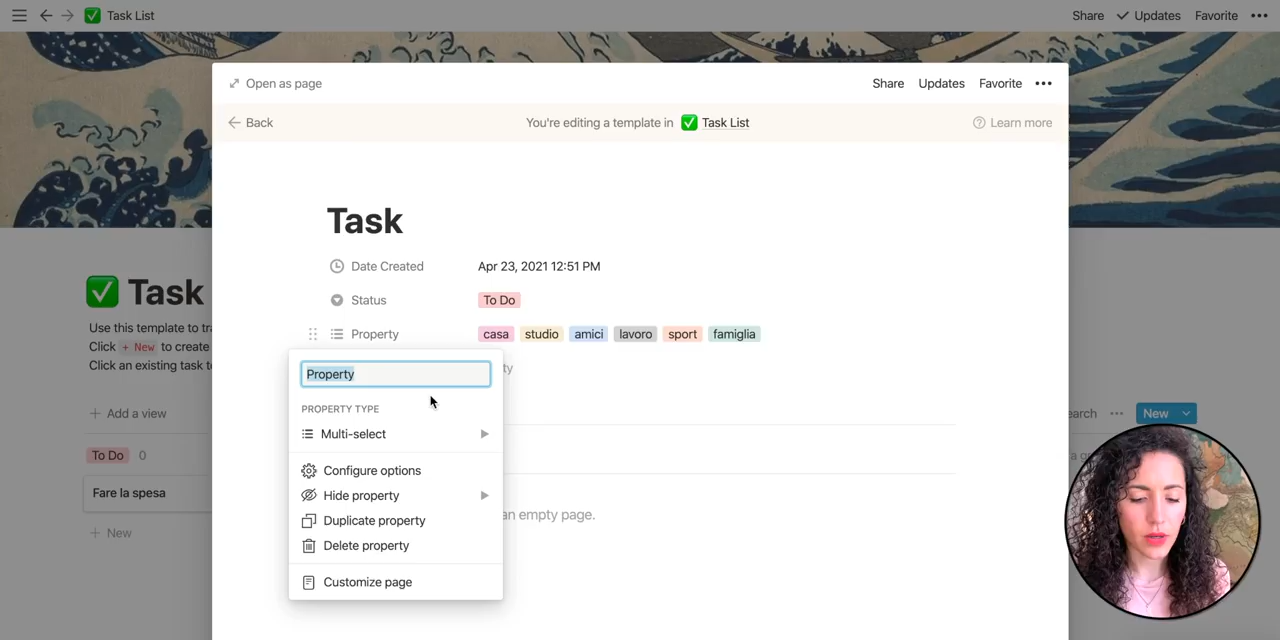 Task List
Share Updates Favorite
Open as page
Share Updates Favorite
Back
You're editing a template in Task List
Learn more
Task
Date Created Apr 23, 2021 12:51 PM
Status To Do
Property casa studio amici lavoro sport famiglia
Property
PROPERTY TYPE
Multi-select
Configure options
Hide property
Duplicate property
Delete property
Customize page
an empty page.
Task
Use this template to
Click + New to create
Click an existing task
+ Add a view
New
To Do 0
Fare la spesa
+ New